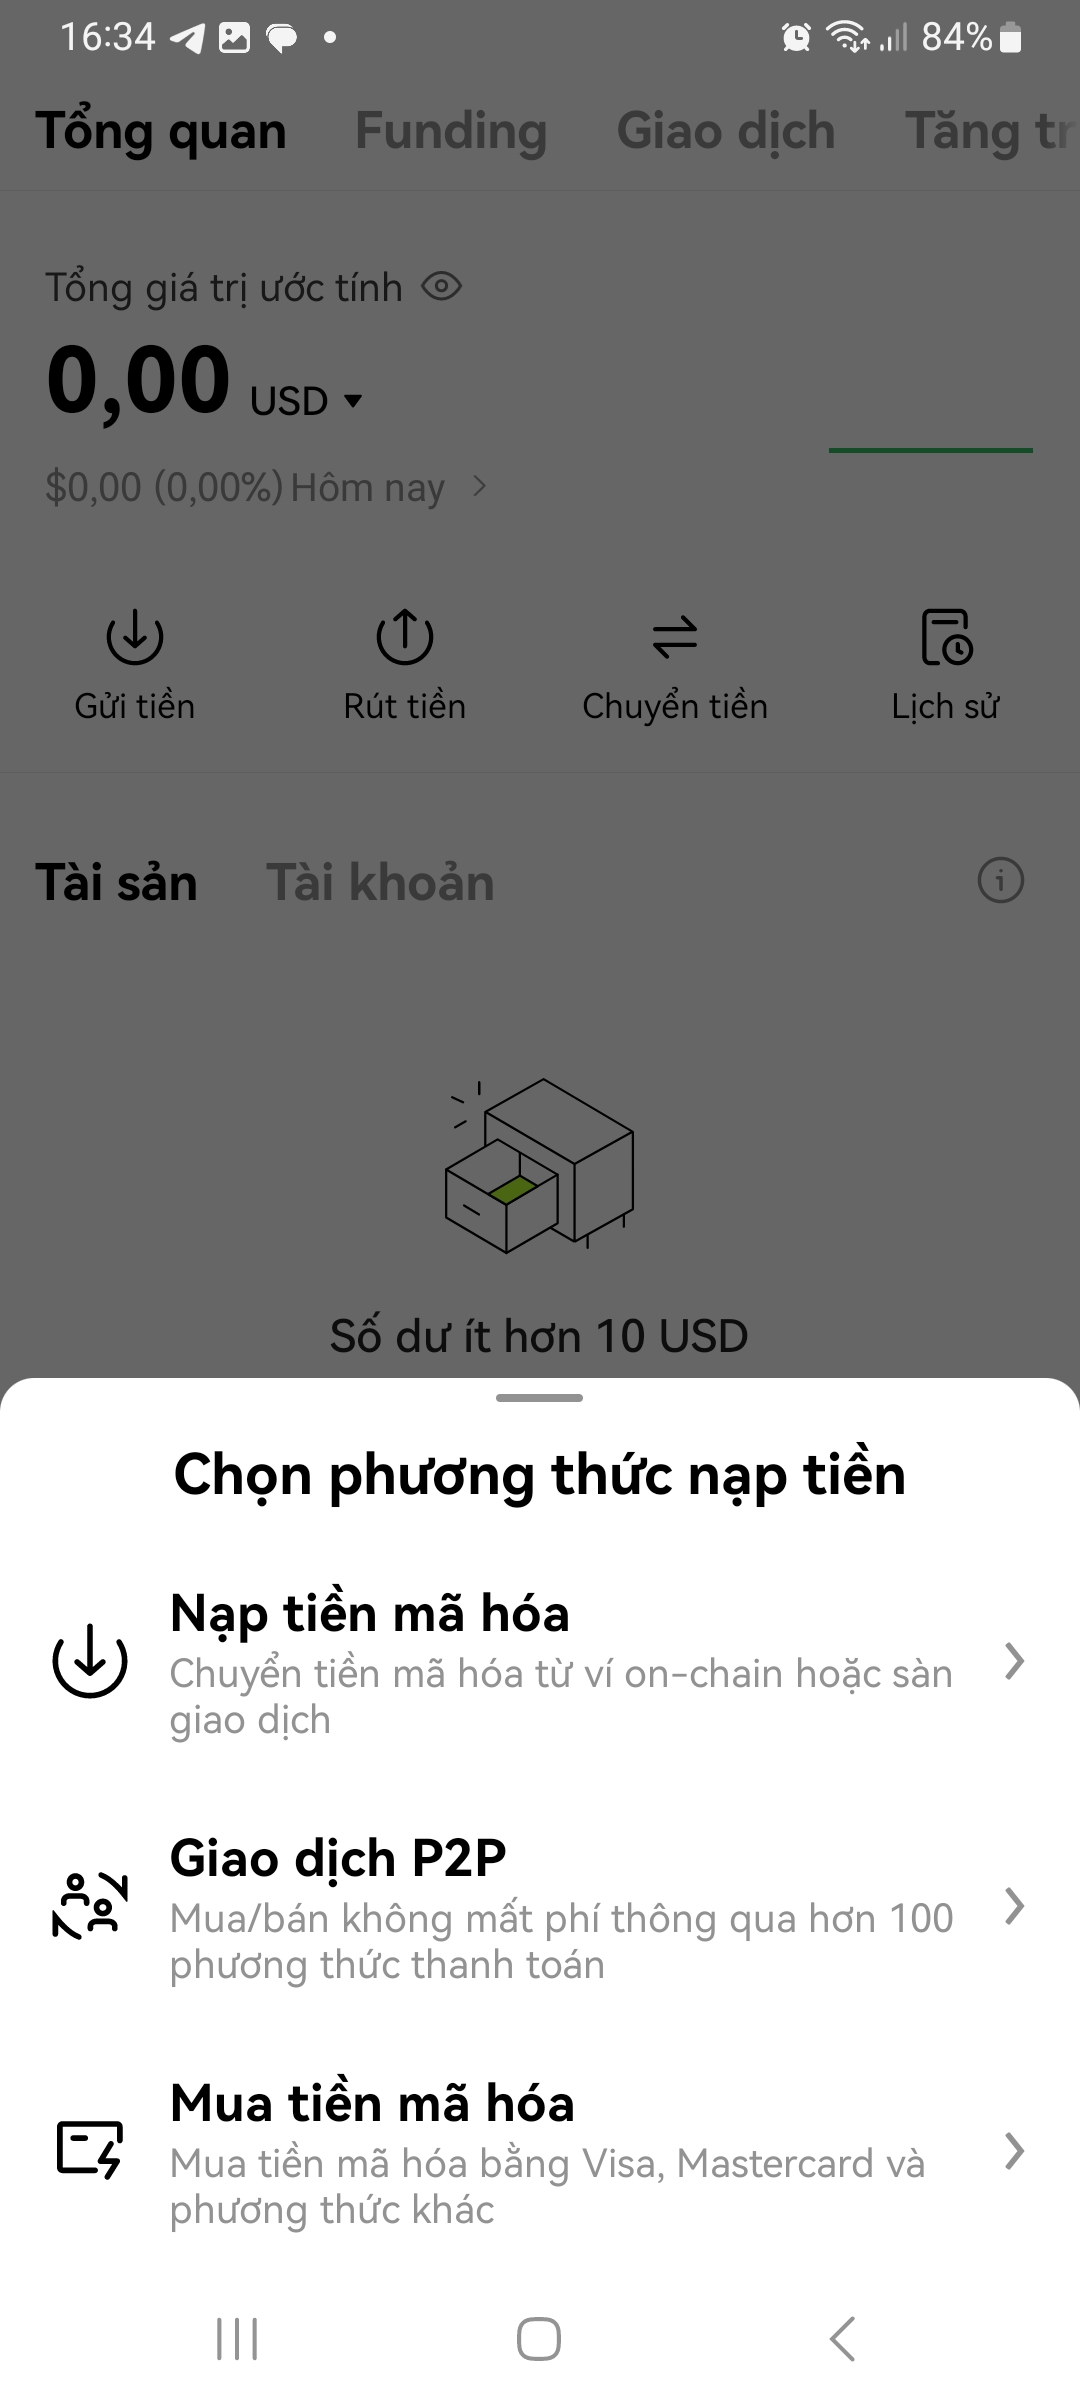 16:34
84%
Tổng quan Funding Giao dịch Tăng tr
Tổng giá trị ước tính
0,00 USD
$0,00 (0,00%) Hôm nay
Gửi tiền Rút tiền Chuyển tiền Lịch sử
Tài sản Tài khoản
Số dư ít hơn 10 USD
Chọn phương thức nạp tiền
Nạp tiền mã hóa
Chuyển tiền mã hóa từ ví on-chain hoặc sàn
giao dịch
Giao dịch P2P
Mua/bán không mất phí thông qua hơn 100
phương thức thanh toán
Mua tiền mã hóa
Mua tiền mã hóa bằng Visa, Mastercard và
phương thức khác